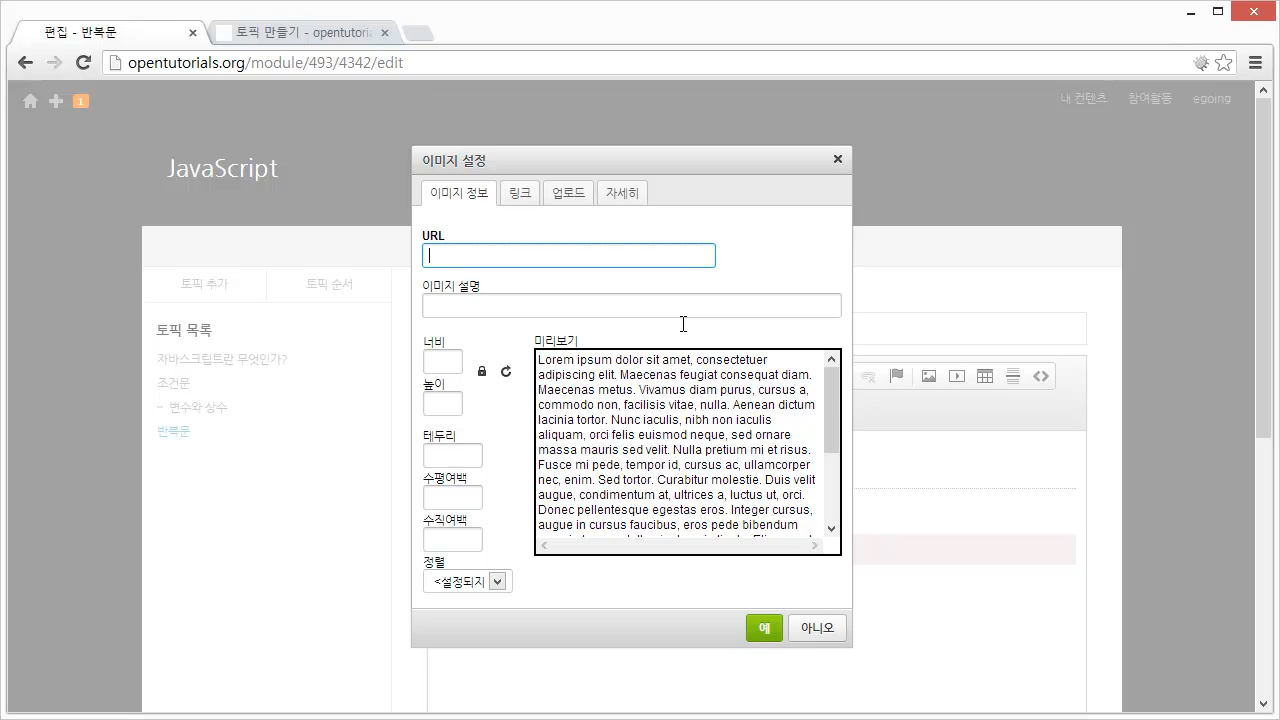 편집 - 반복문
토픽 만들기 - opentutoria
opentutorials.org/module/493/4342/edit
1
내 컨텐츠 참여활동 egoing
JavaScript
토픽 추가 토픽 순서
토픽 목록
자바스크립트란 무엇인가?
조건문
변수와 상수
반복문
이미지 설정
이미지 정보 링크 업로드 자세히
URL
이미지 설명
너비
높이
테두리
수평여백
수직여백
정렬
<설정되지
미리보기
Lorem ipsum dolor sit amet, consectetuer
adipiscing elit. Maecenas feugiat consequat diam.
Maecenas metus. Vivamus diam purus, cursus a,
commodo non, facilisis vitae, nulla. Aenean dictum
lacinia tortor. Nunc iaculis, nibh non iaculis
aliquam, orci felis euismod neque, sed ornare
massa mauris sed velit. Nulla pretium mi et risus.
Fusce mi pede, tempor id, cursus ac, ullamcorper
nec, enim. Sed tortor. Curabitur molestie. Duis velit
augue, condimentum at, ultrices a, luctus ut, orci.
Donec pellentesque egestas eros. Integer cursus,
augue in cursus faucibus, eros pede bibendum
예 아니오